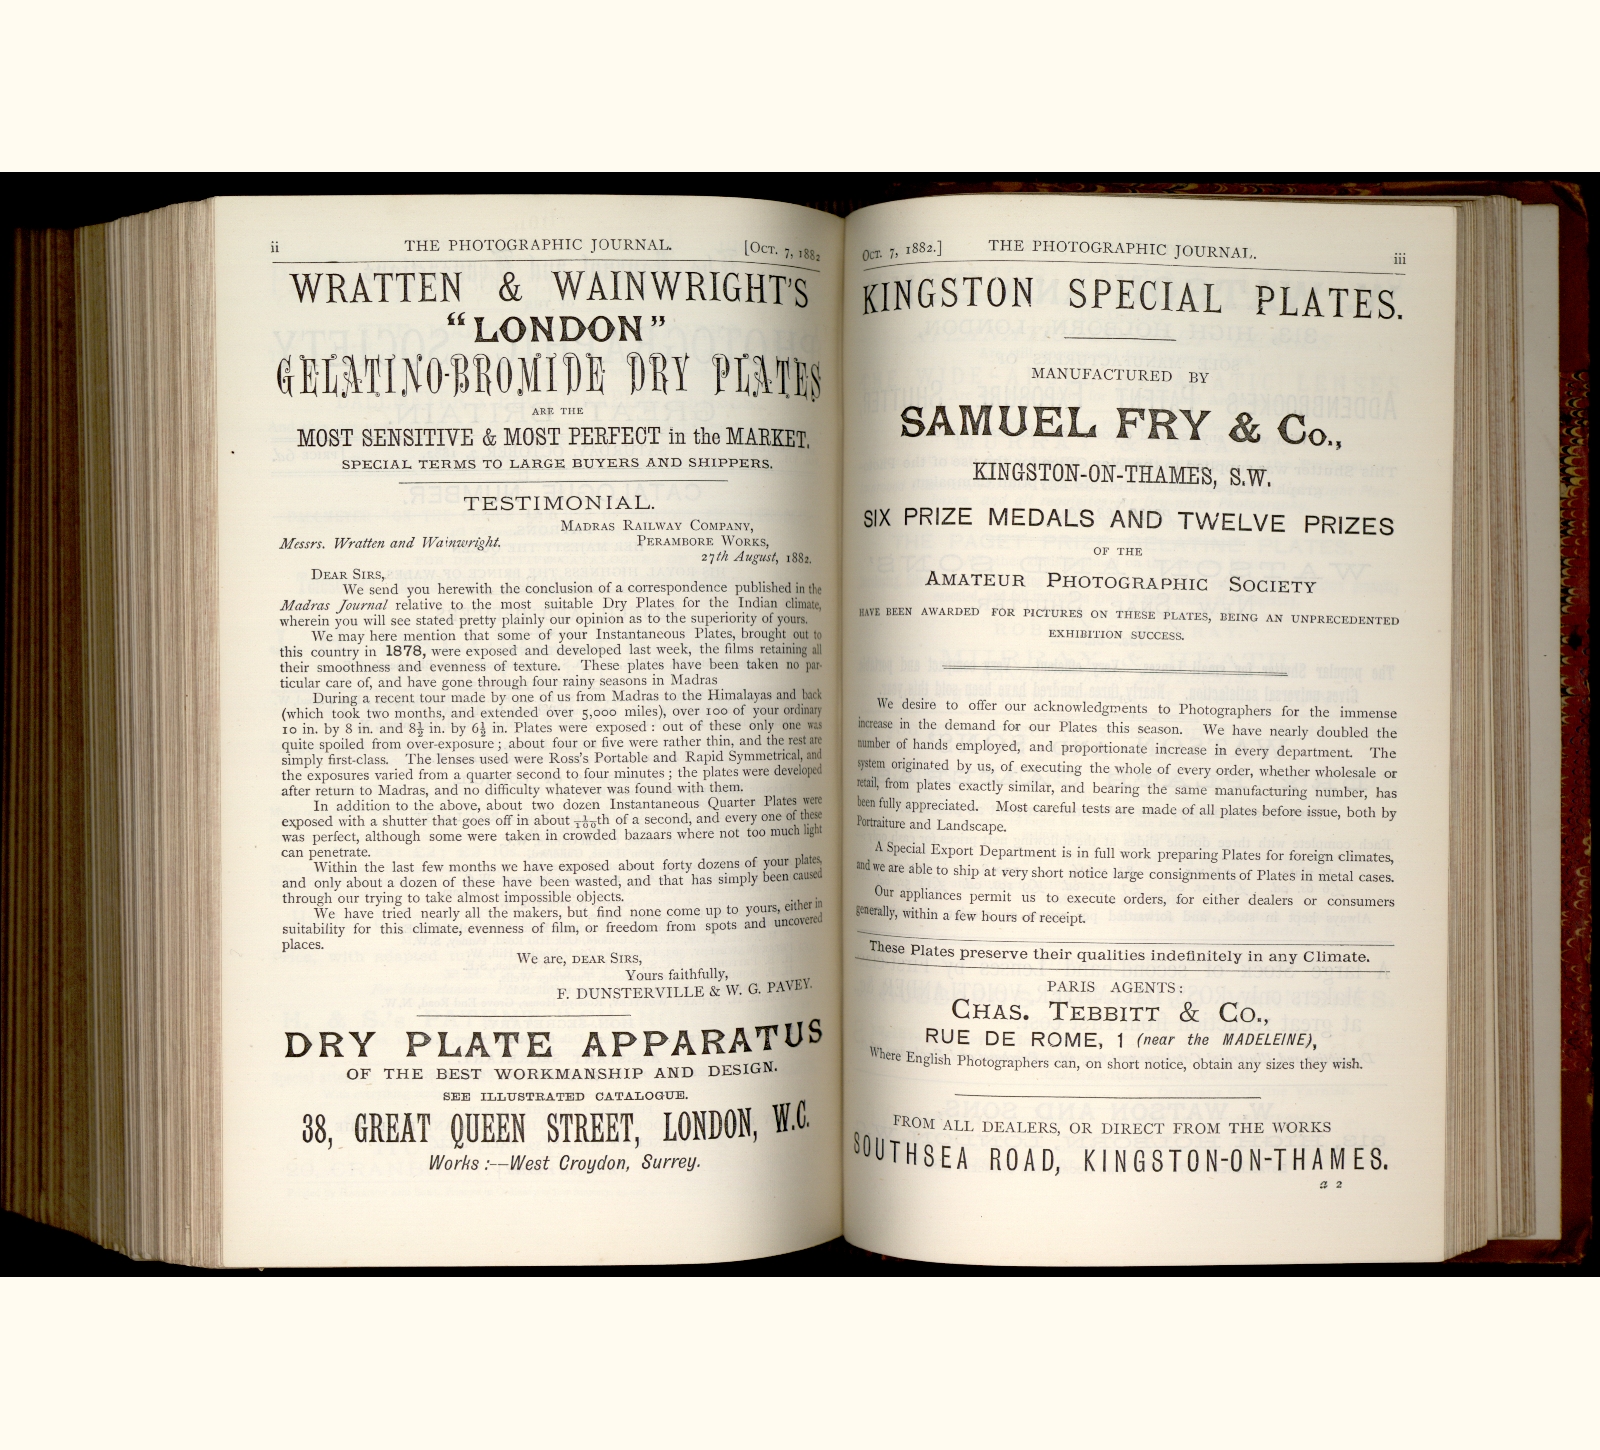 ii THE PHOTOGRAPHIC JOURNAL. [Oct. 7, 1882
WRATTEN & WAINWRIGHT'S
"LONDON"
GELATINO-BROMIDE DRY PLATES
ARE THE
MOST SENSITIVE & MOST PERFECT in the MARKET.
SPECIAL TERMS TO LARGE BUYERS AND SHIPPERS.
TESTIMONIAL.
Madras Railway Company,
Messrs. Wratten and Wainwright. Perambore Works,
27th August, 1882.
Dear Sirs,
We send you herewith the conclusion of a correspondence published in the
Madras Journal relative to the most suitable Dry Plates for the Indian climate,
wherein you will see stated pretty plainly our opinion as to the superiority of yours.
We may here mention that some of your Instantaneous Plates, brought out to
this country in 1878, were exposed and developed last week, the films retaining all
their smoothness and evenness of texture. These plates have been taken no par-
ticular care of, and have gone through four rainy seasons in Madras
During a recent tour made by one of us from Madras to the Himalayas and back
(which took two months, and extended over 5,000 miles), over 100 of your ordinary
10 in. by 8 in. and 8½ in. by 6½ in. Plates were exposed : out of these only one was
quite spoiled from over-exposure ; about four or five were rather thin, and the rest are
simply first-class. The lenses used were Ross's Portable and Rapid Symmetrical, and
the exposures varied from a quarter second to four minutes ; the plates were developed
after return to Madras, and no difficulty whatever was found with them.
In addition to the above, about two dozen Instantaneous Quarter Plates were
exposed with a shutter that goes off in about 1/100th of a second, and every one of these
was perfect, although some were taken in crowded bazaars where not too much light
can penetrate.
Within the last few months we have exposed about forty dozens of your plates,
and only about a dozen of these have been wasted, and that has simply been caused
through our trying to take almost impossible objects.
We have tried nearly all the makers, but find none come up to yours, either in
suitability for this climate, evenness of film, or freedom from spots and uncovered
places.
We are, DEAR SIRS,
Yours faithfully,
F. DUNSTERVILLE & W. G. PAVEY.
DRY PLATE APPARATUS
OF THE BEST WORKMANSHIP AND DESIGN.
SEE ILLUSTRATED CATALOGUE.
38, GREAT QUEEN STREET, LONDON, W.C.
Works :--West Croydon, Surrey.
Oct. 7, 1882.] THE PHOTOGRAPHIC JOURNAL. iii
KINGSTON SPECIAL PLATES.
MANUFACTURED BY
SAMUEL FRY & Co.,
KINGSTON-ON-THAMES, S.W.
SIX PRIZE MEDALS AND TWELVE PRIZES
OF THE
Amateur Photographic Society
HAVE BEEN AWARDED FOR PICTURES ON THESE PLATES, BEING AN UNPRECEDENTED
EXHIBITION SUCCESS.
We desire to offer our acknowledgments to Photographers for the immense
increase in the demand for our Plates this season. We have nearly doubled the
number of hands employed, and proportionate increase in every department. The
system originated by us, of executing the whole of every order, whether wholesale or
retail, from plates exactly similar, and bearing the same manufacturing number, has
been fully appreciated. Most careful tests are made of all plates before issue, both by
Portraiture and Landscape.
A Special Export Department is in full work preparing Plates for foreign climates,
and we are able to ship at very short notice large consignments of Plates in metal cases.
Our appliances permit us to execute orders, for either dealers or consumers
generally, within a few hours of receipt.
These Plates preserve their qualities indefinitely in any Climate.
PARIS AGENTS:
Chas. Tebbitt & Co.,
RUE DE ROME, 1 (near the MADELEINE),
Where English Photographers can, on short notice, obtain any sizes they wish.
FROM ALL DEALERS, OR DIRECT FROM THE WORKS
SOUTHSEA ROAD, KINGSTON-ON-THAMES.
a 2